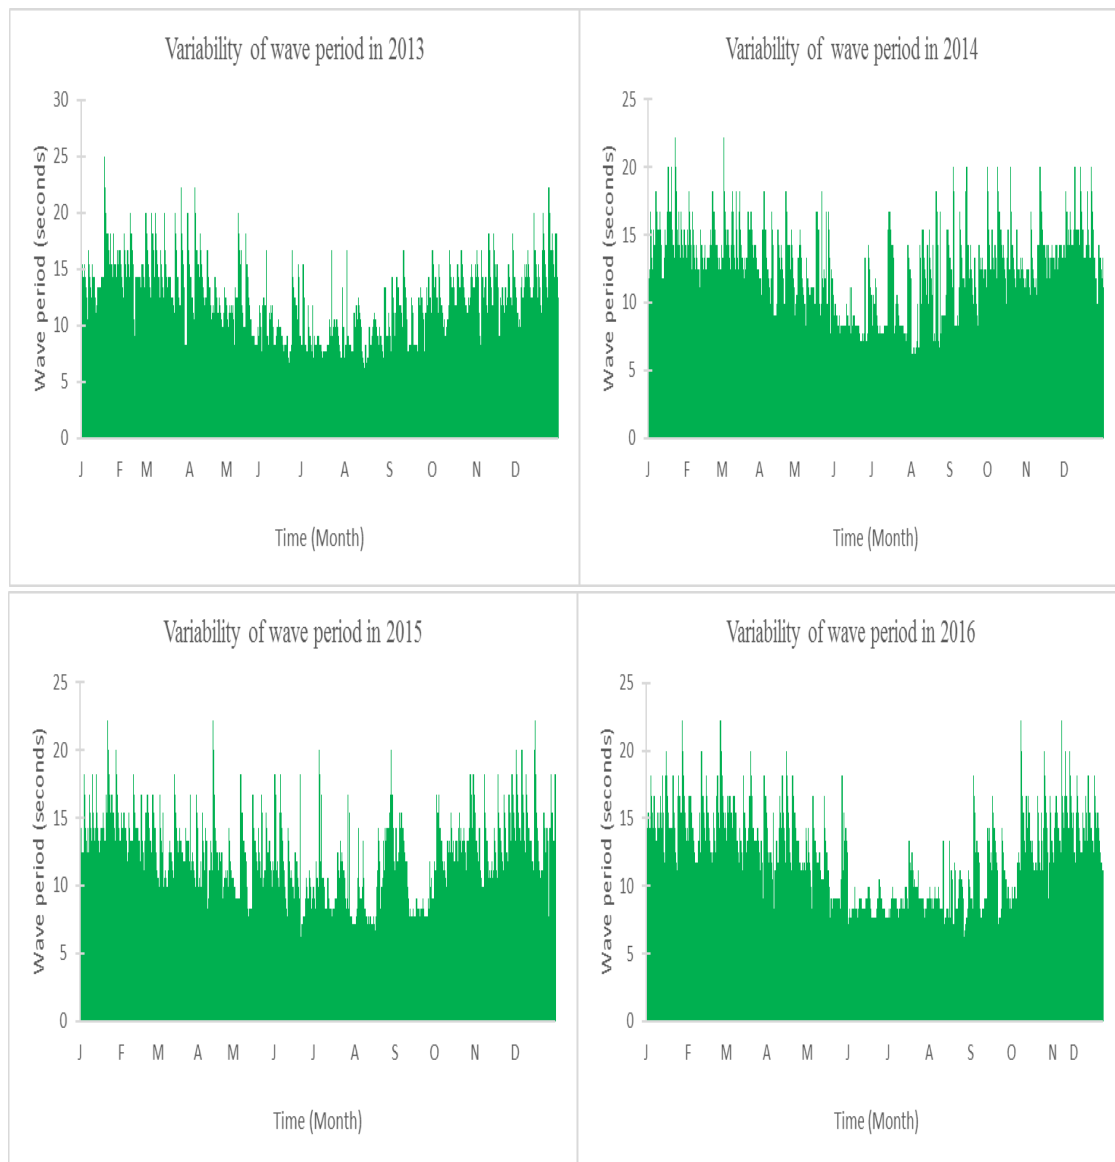 Variability of wave period in 2013
Wave period (seconds)
30
25
20
15
10
5
0
J F M A M J J A S O N D
Time (Month)
Variability of wave period in 2014
Wave period (seconds)
25
20
15
10
5
0
J F M A M J J A S O N D
Time (Month)
Variability of wave period in 2015
Wave period (seconds)
25
20
15
10
5
0
J F M A M J J A S O N D
Time (Month)
Variability of wave period in 2016
Wave period (seconds)
25
20
15
10
5
0
J F M A M J J A S O N D
Time (Month)